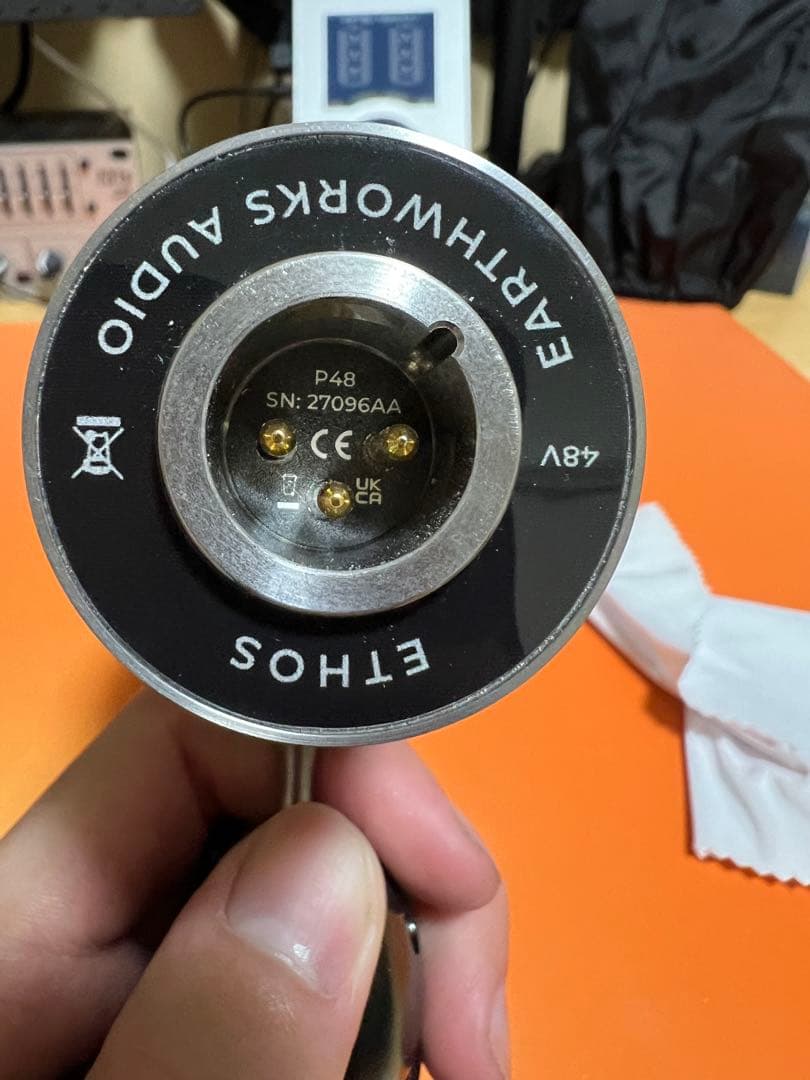 EARTHWORKS AUDIO
48V
ETHOS
P48
SN: 27096AA
CE
UK
CA